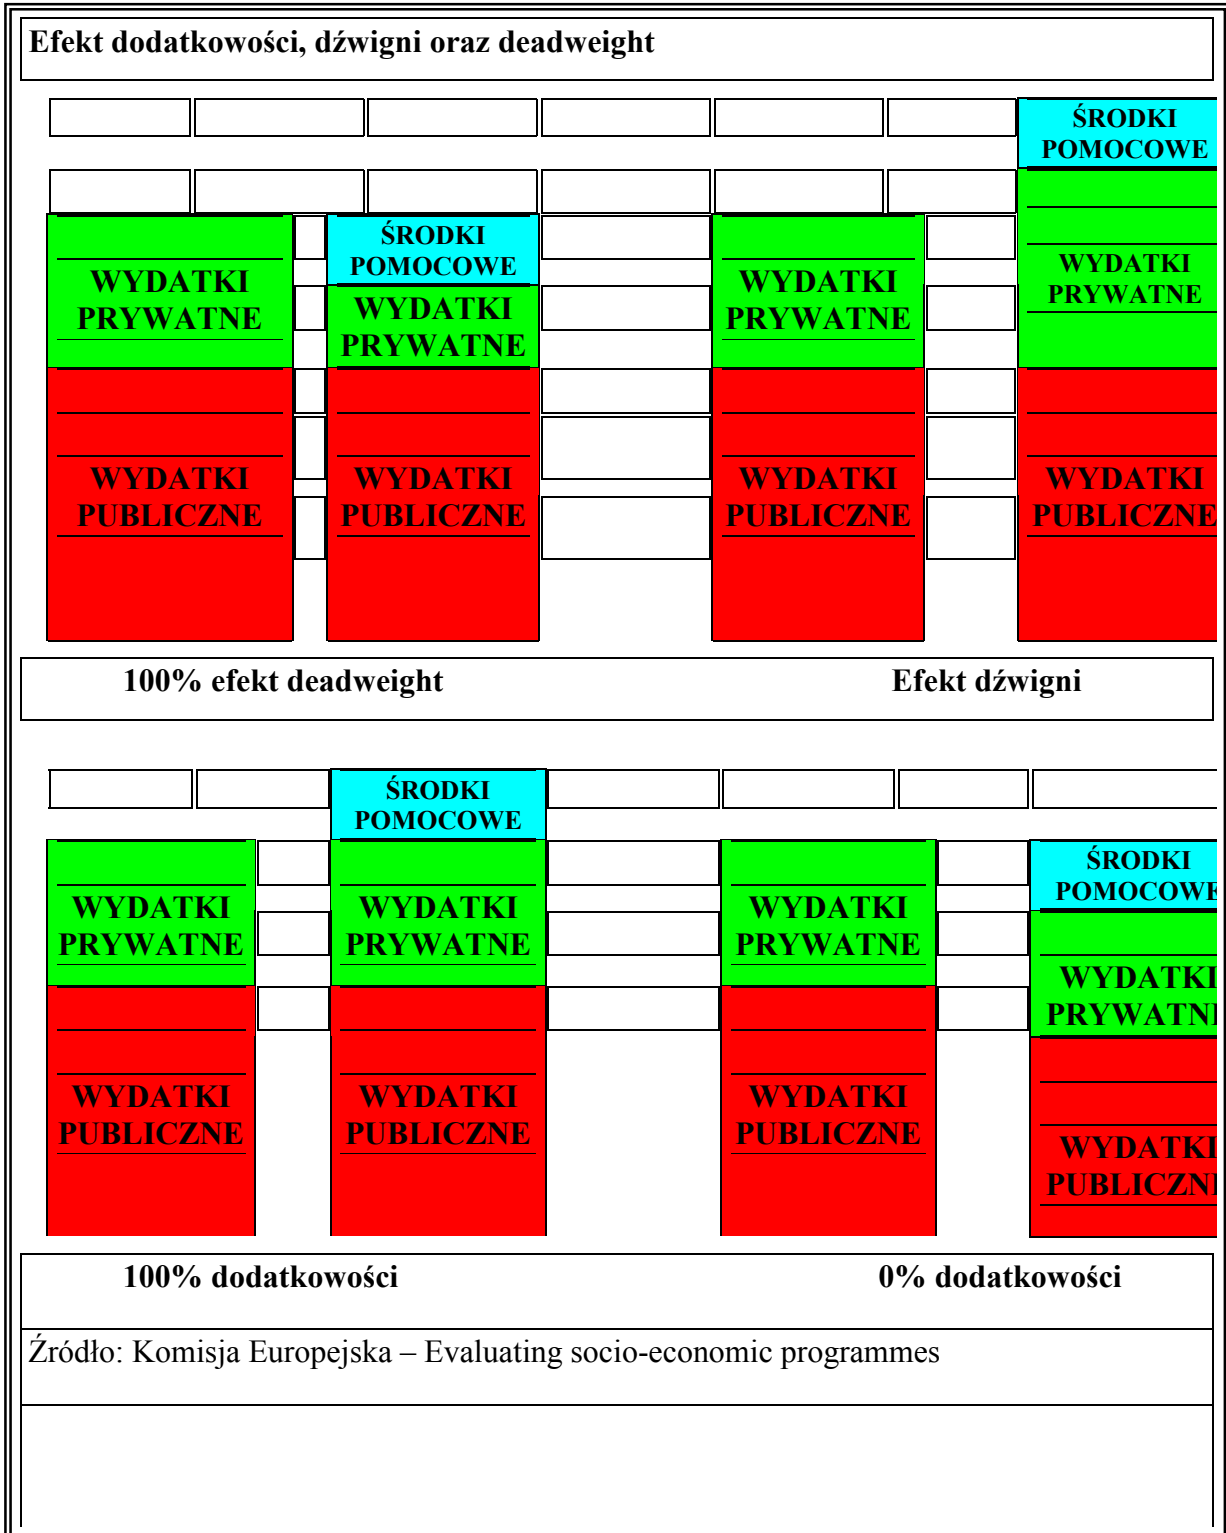 Efekt dodatkowości, dźwigni oraz deadweight
ŚRODKI
POMOCOWE
WYDATKI
PRYWATNE
ŚRODKI
POMOCOWE
WYDATKI
PRYWATNE
WYDATKI
PRYWATNE
WYDATKI
PRYWATNE
WYDATKI
PUBLICZNE
WYDATKI
PUBLICZNE
WYDATKI
PUBLICZNE
WYDATKI
PUBLICZNE
100% efekt deadweight
Efekt dźwigni
ŚRODKI
POMOCOWE
WYDATKI
PRYWATNE
WYDATKI
PRYWATNE
WYDATKI
PRYWATNE
ŚRODKI
POMOCOWE
WYDATKI
PRYWATNE
WYDATKI
PUBLICZNE
WYDATKI
PUBLICZNE
WYDATKI
PUBLICZNE
WYDATKI
PUBLICZNE
100% dodatkowości
0% dodatkowości
Źródło: Komisja Europejska – Evaluating socio-economic programmes